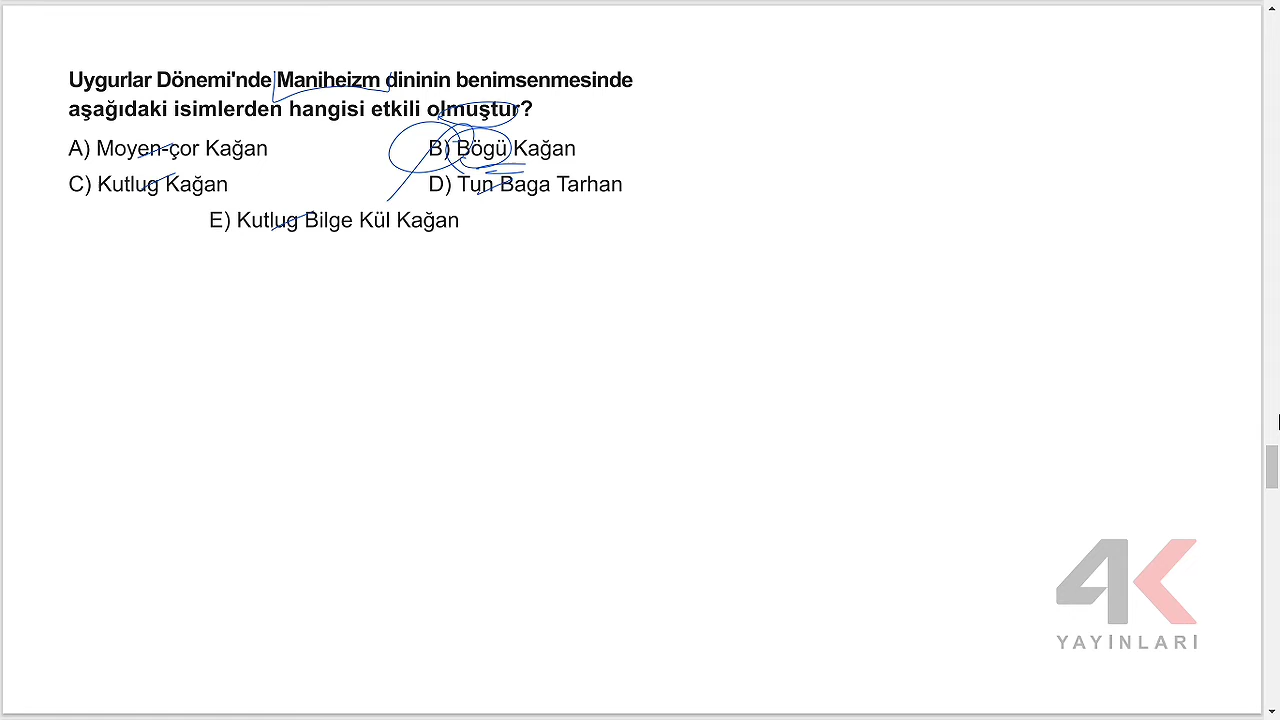 Uygurlar Dönemi'nde Maniheizm dininin benimsenmesinde
aşağıdaki isimlerden hangisi etkili olmuştur?
A) Moyen-çor Kağan B) Bögü Kağan
C) Kutlug Kağan D) Tun Baga Tarhan
E) Kutlug Bilge Kül Kağan
4K
YAYINLARI